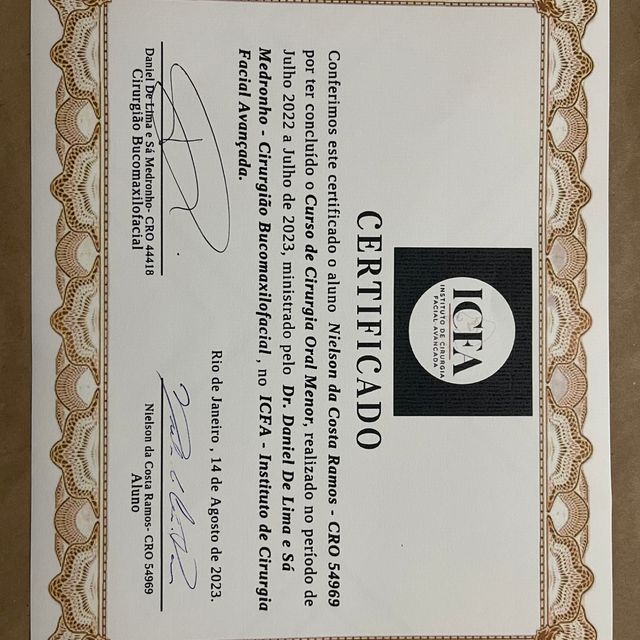 ICFA
INSTITUTO DE CIRURGIA
FACIAL AVANÇADA
CERTIFICADO
Conferimos este certificado o aluno Nielson da Costa Ramos - CRO 54969
por ter concluído o Curso de Cirurgia Oral Menor, realizado no período de
Julho 2022 a Julho de 2023, ministrado pelo Dr. Daniel De Lima e Sá
Medronho - Cirurgião Bucomaxilofacial , no ICFA - Instituto de Cirurgia
Facial Avançada.
Rio de Janeiro , 14 de Agosto de 2023.
Daniel De Lima e Sá Medronho- CRO 44418
Cirurgião Bucomaxilofacial
Nielson da Costa Ramos- CRO 54969
Aluno